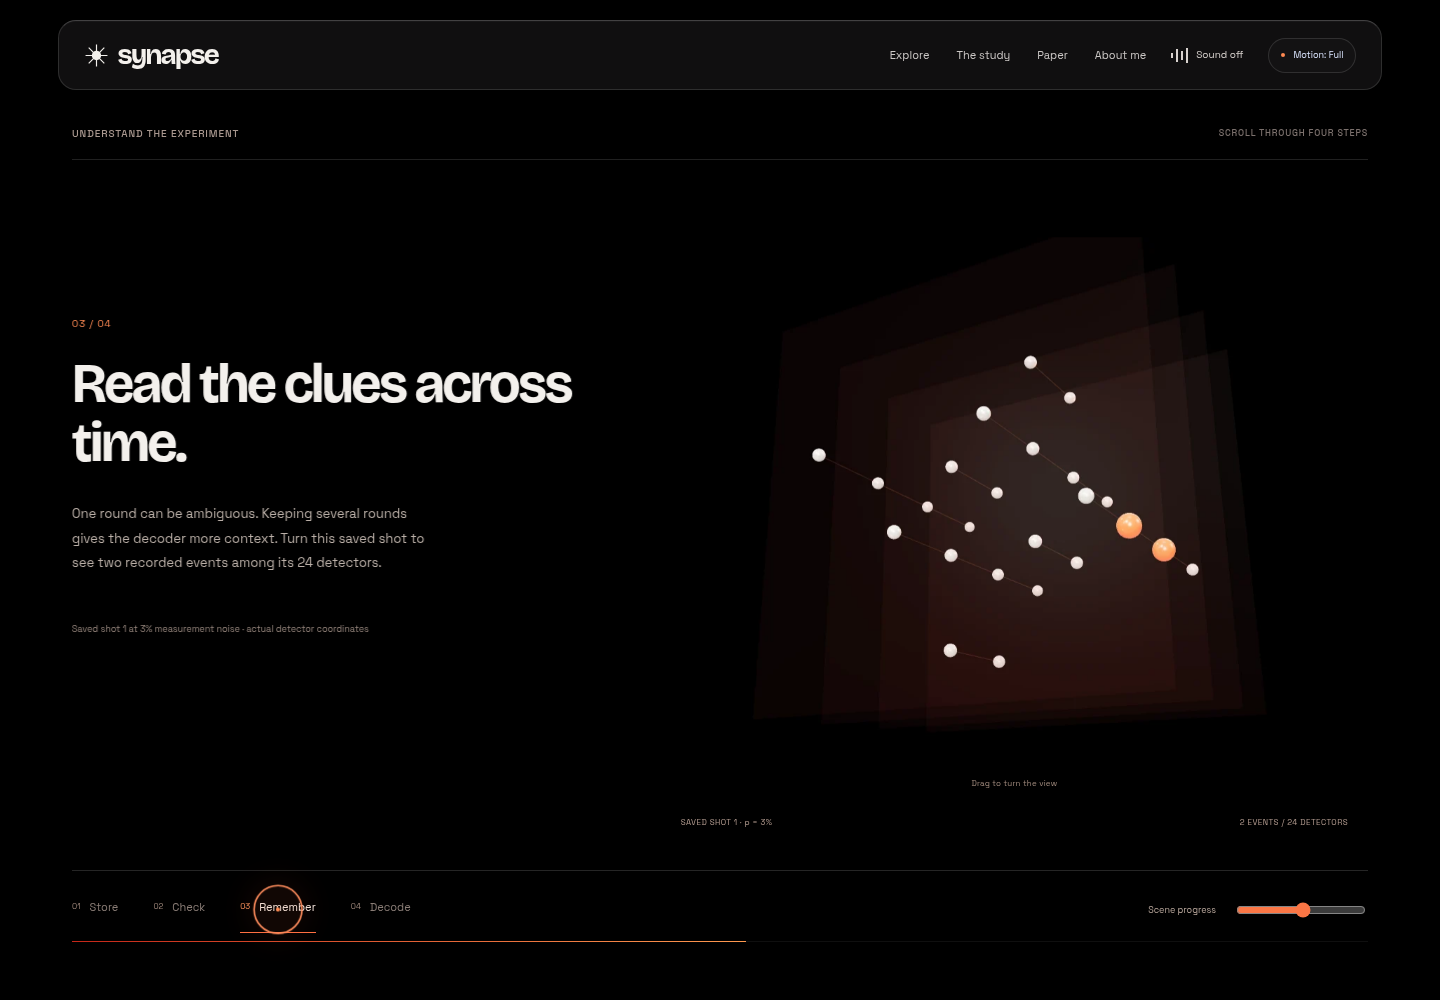 synapse
Explore
The study
Paper
About me
Sound off
Motion: Full
UNDERSTAND THE EXPERIMENT
SCROLL THROUGH FOUR STEPS
03 / 04
Read the clues across
time.
One round can be ambiguous. Keeping several rounds
gives the decoder more context. Turn this saved shot to
see two recorded events among its 24 detectors.
Saved shot 1 at 3% measurement noise · actual detector coordinates
Drag to turn the view
SAVED SHOT 1 · p = 3%
2 EVENTS / 24 DETECTORS
01 Store
02 Check
03 Remember
04 Decode
Scene progress